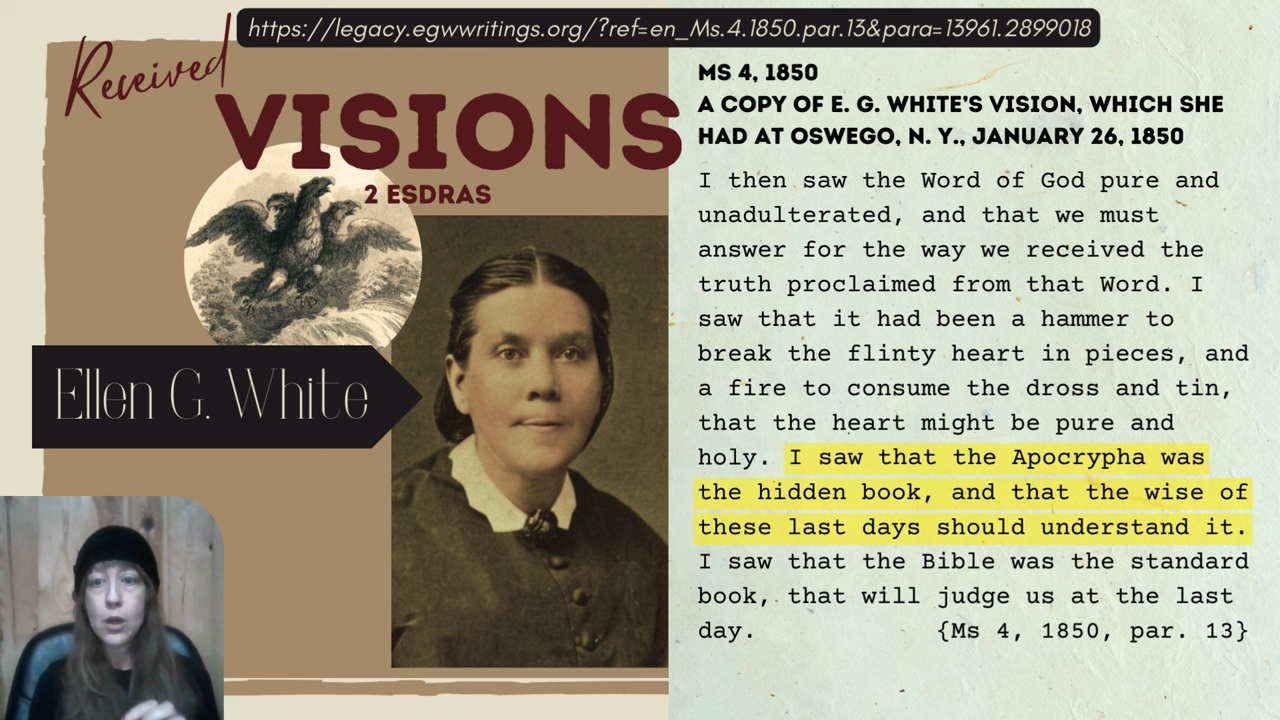 https://legacy.egwwritings.org/?ref=en_Ms.4.1850.par.13&para=13961.2899018
Received
VISIONS
2 ESDRAS
Ellen G. White
MS 4, 1850
A COPY OF E. G. WHITE'S VISION, WHICH SHE
HAD AT OSWEGO, N. Y., JANUARY 26, 1850
I then saw the Word of God pure and
unadulterated, and that we must
answer for the way we received the
truth proclaimed from that Word. I
saw that it had been a hammer to
break the flinty heart in pieces, and
a fire to consume the dross and tin,
that the heart might be pure and
holy. I saw that the Apocrypha was
the hidden book, and that the wise of
these last days should understand it.
I saw that the Bible was the standard
book, that will judge us at the last
day. {Ms 4, 1850, par. 13}